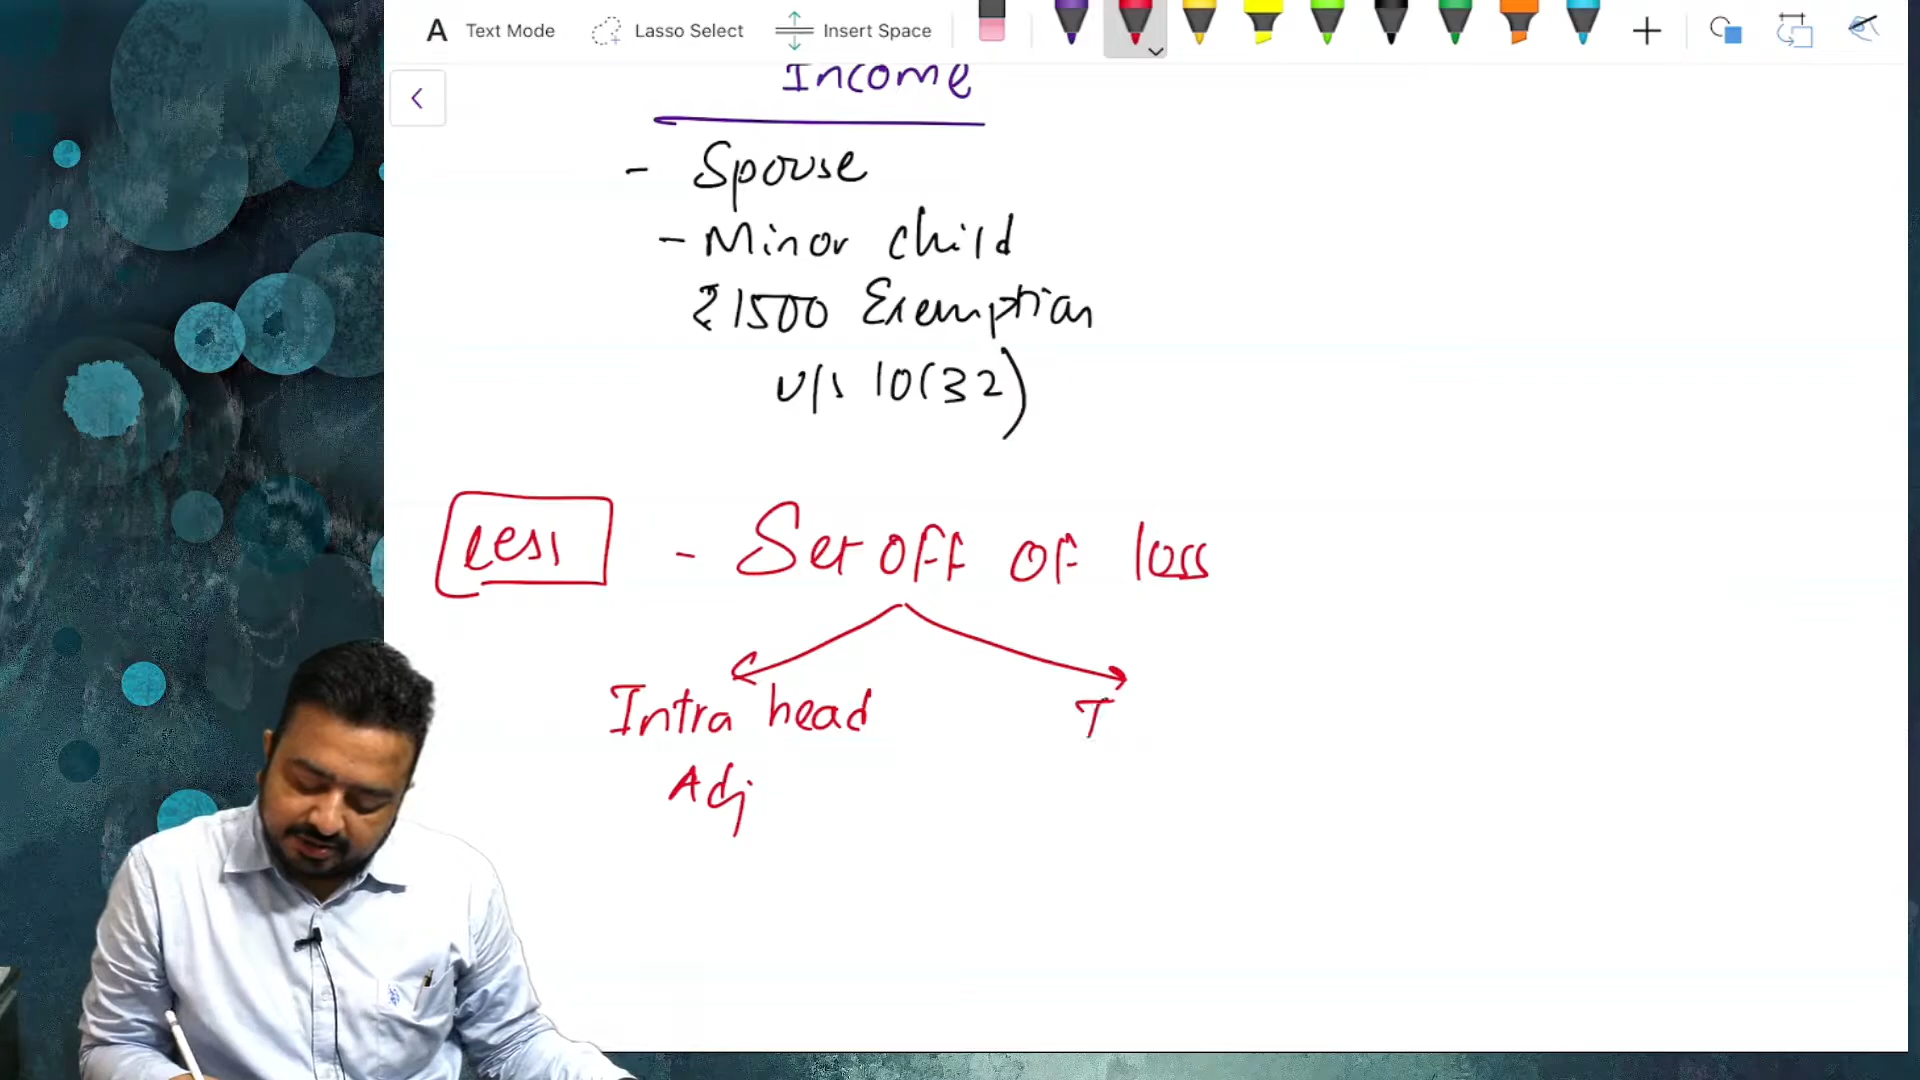 Text Mode Lasso Select Insert Space
Income
- Spouse
- Minor child
₹1500 Exemption
u/s 10(32)
Less - Set off of loss
Intra head I
Adj